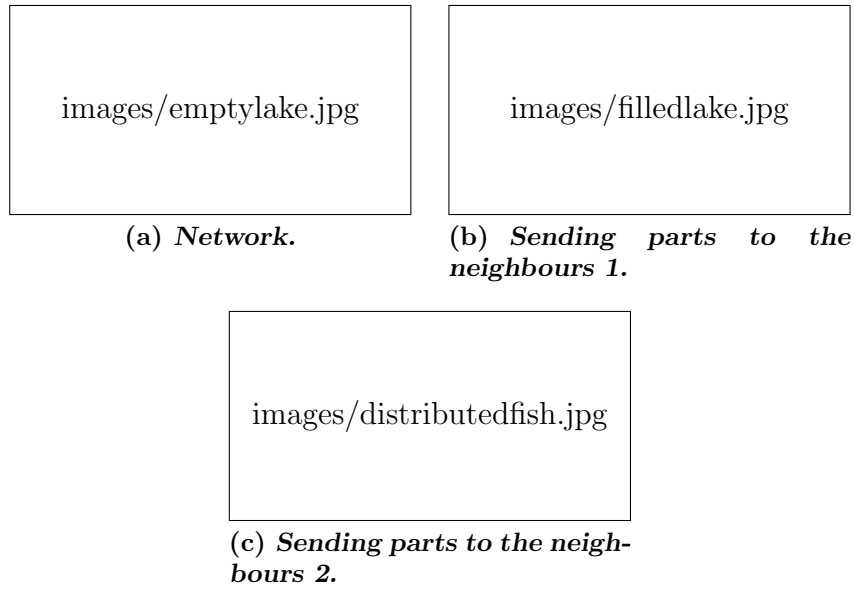 images/emptylake.jpg
images/filledlake.jpg
(a) Network.
(b) Sending parts to the
neighbours 1.
images/distributedfish.jpg
(c) Sending parts to the neigh-
bours 2.